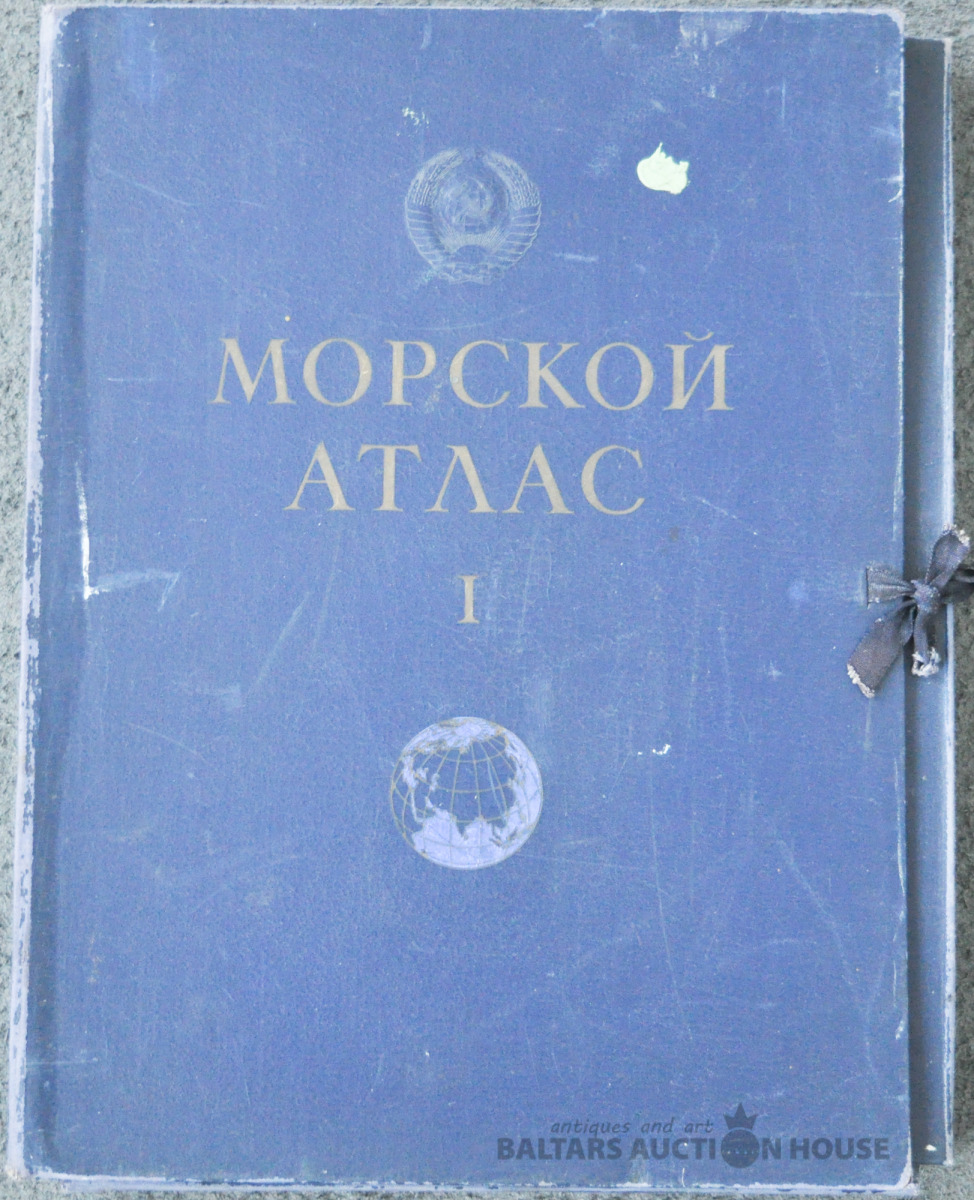 МОРСКОЙ
АТЛАС
I
antiques and art
BALTARS AUCTION HOUSE